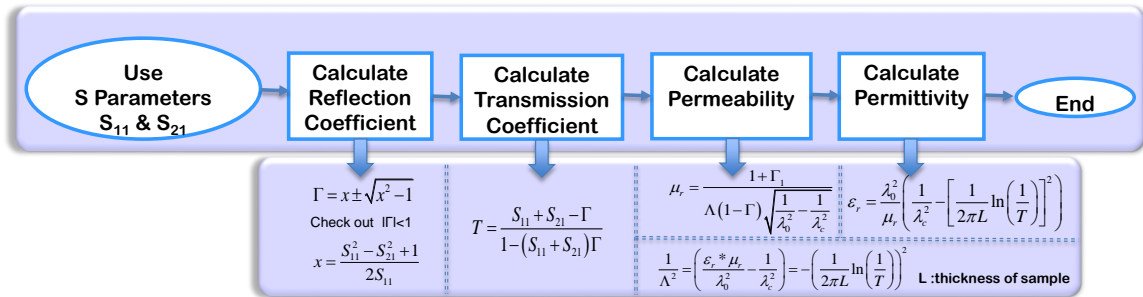 Use
S Parameters
S₁₁ & S₂₁
Calculate
Reflection
Coefficient
Calculate
Transmission
Coefficient
Calculate
Permeability
Calculate
Permittivity
End
Γ = x ± √(x² − 1)
Check out |Γ|<1
x = (S₁₁² − S₂₁² + 1) / (2S₁₁)
T = (S₁₁ + S₂₁ − Γ) / (1 − (S₁₁ + S₂₁)Γ)
μᵣ = (1 + Γ₁) / (Λ(1 − Γ)√(1/λ₀² − 1/λ_c²))
εᵣ = (λ₀²/μᵣ)(1/λ_c² − [(1/(2πL)) ln(1/T)]²)
1/Λ² = (εᵣ * μᵣ/λ₀² − 1/λ_c²) = −((1/(2πL)) ln(1/T))²
L :thickness of sample